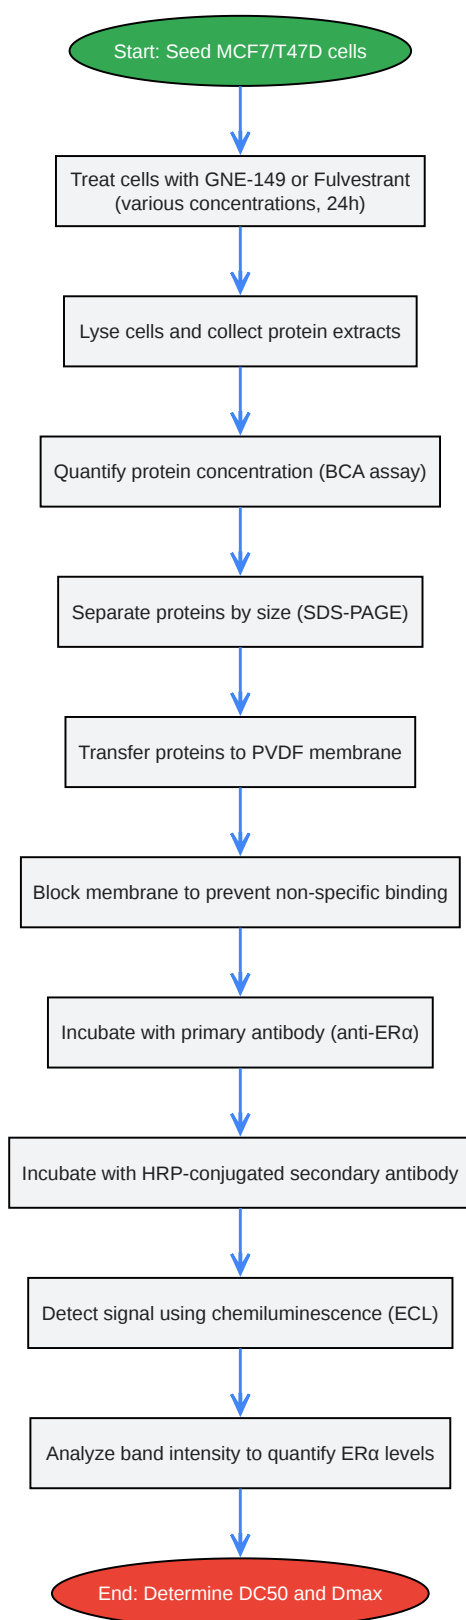 Start: Seed MCF7/T47D cells
Treat cells with GNE-149 or Fulvestrant
(various concentrations, 24h)
Lyse cells and collect protein extracts
Quantify protein concentration (BCA assay)
Separate proteins by size (SDS-PAGE)
Transfer proteins to PVDF membrane
Block membrane to prevent non-specific binding
Incubate with primary antibody (anti-ERα)
Incubate with HRP-conjugated secondary antibody
Detect signal using chemiluminescence (ECL)
Analyze band intensity to quantify ERα levels
End: Determine DC50 and Dmax